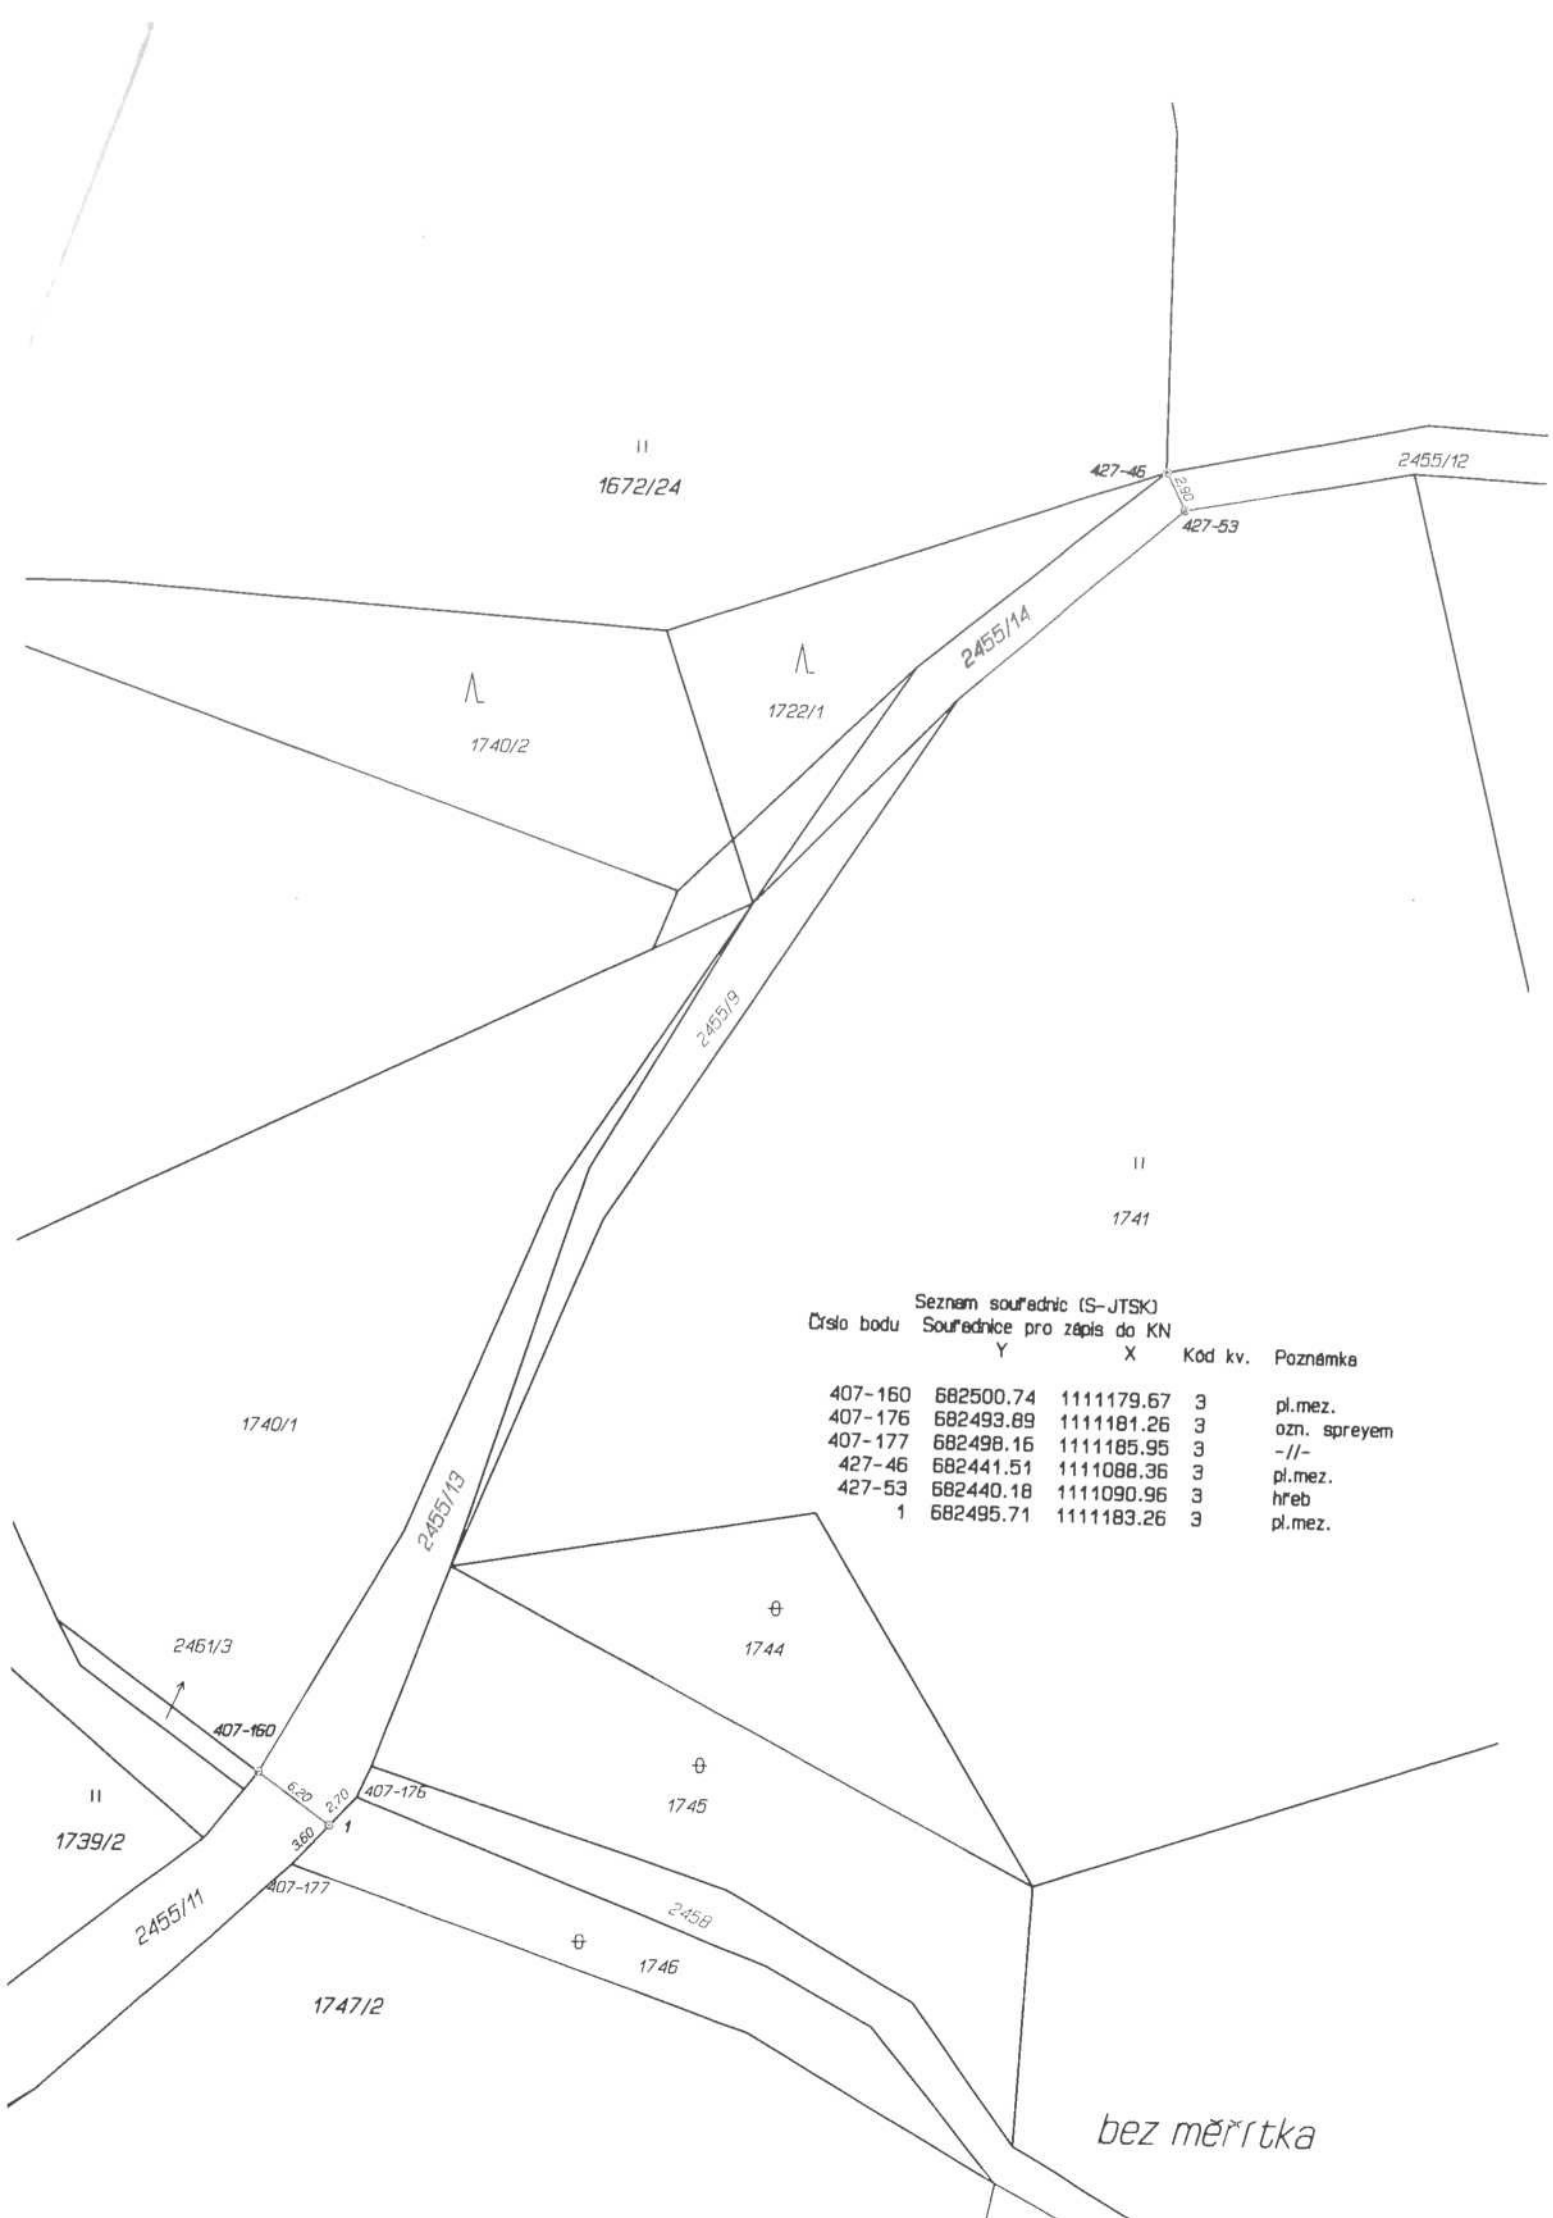 II
1672/24
427-46
2.90
427-53
2455/12
2455/14
1722/1
1740/2
2455/9
II
1741
Seznam souřadnic (S-JTSK)
Číslo bodu Souřadnice pro zápis do KN
Y X Kód kv. Poznámka
407-160 682500.74 1111179.67 3 pl.mez.
407-176 682493.89 1111181.26 3 ozn. spreyem
407-177 682498.16 1111185.95 3 -//-
427-46 682441.51 1111088.36 3 pl.mez.
427-53 682440.18 1111090.96 3 hřeb
1 682495.71 1111183.26 3 pl.mez.
1740/1
2455/13
2461/3
1744
407-160
6.20
2.70
407-176
1745
II
1739/2
3.60
1
407-177
2455/11
2458
1746
1747/2
bez měřítka